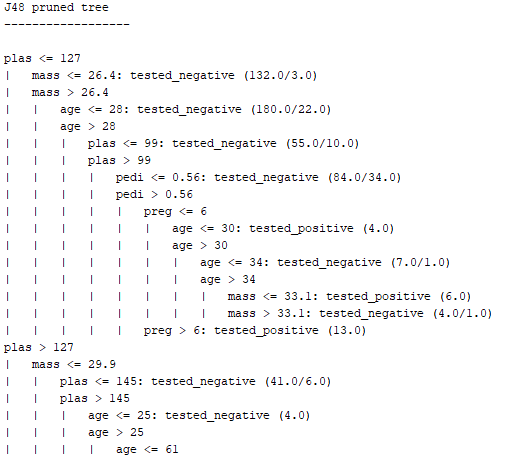 J48 pruned tree
------------------
plas <= 127
|   mass <= 26.4: tested_negative (132.0/3.0)
|   mass > 26.4
|   |   age <= 28: tested_negative (180.0/22.0)
|   |   age > 28
|   |   |   plas <= 99: tested_negative (55.0/10.0)
|   |   |   plas > 99
|   |   |   |   pedi <= 0.56: tested_negative (84.0/34.0)
|   |   |   |   pedi > 0.56
|   |   |   |   |   preg <= 6
|   |   |   |   |   |   age <= 30: tested_positive (4.0)
|   |   |   |   |   |   age > 30
|   |   |   |   |   |   |   age <= 34: tested_negative (7.0/1.0)
|   |   |   |   |   |   |   age > 34
|   |   |   |   |   |   |   |   mass <= 33.1: tested_positive (6.0)
|   |   |   |   |   |   |   |   mass > 33.1: tested_negative (4.0/1.0)
|   |   |   |   |   preg > 6: tested_positive (13.0)
plas > 127
|   mass <= 29.9
|   |   plas <= 145: tested_negative (41.0/6.0)
|   |   plas > 145
|   |   |   age <= 25: tested_negative (4.0)
|   |   |   age > 25
|   |   |   |   age <= 61